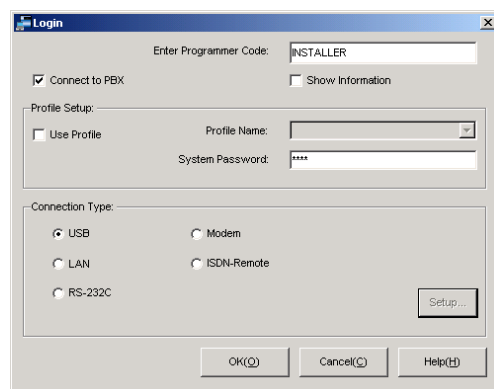 Login
Enter Programmer Code: INSTALLER
Connect to PBX Show Information
Profile Setup:
Use Profile Profile Name:
System Password: ****
Connection Type:
USB Modem
LAN ISDN-Remote
RS-232C
Setup...
OK(O) Cancel(C) Help(H)